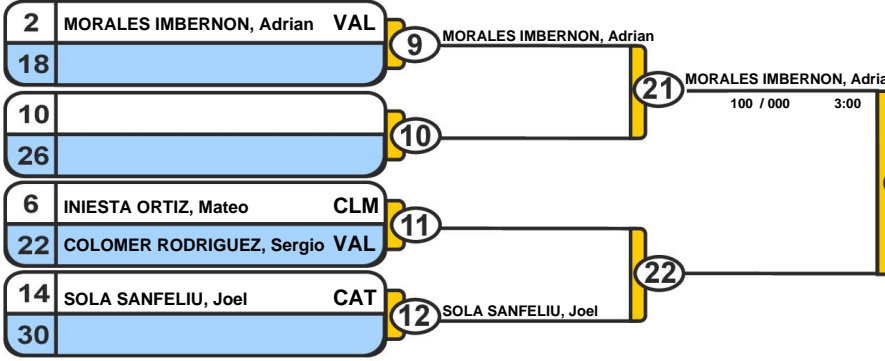 2 MORALES IMBERNON, Adrian VAL
18
9 MORALES IMBERNON, Adrian
10
26
10
21 MORALES IMBERNON, Adria
100 / 000 3:00
6 INIESTA ORTIZ, Mateo CLM
22 COLOMER RODRIGUEZ, Sergio VAL
11
14 SOLA SANFELIU, Joel CAT
30
12 SOLA SANFELIU, Joel
22